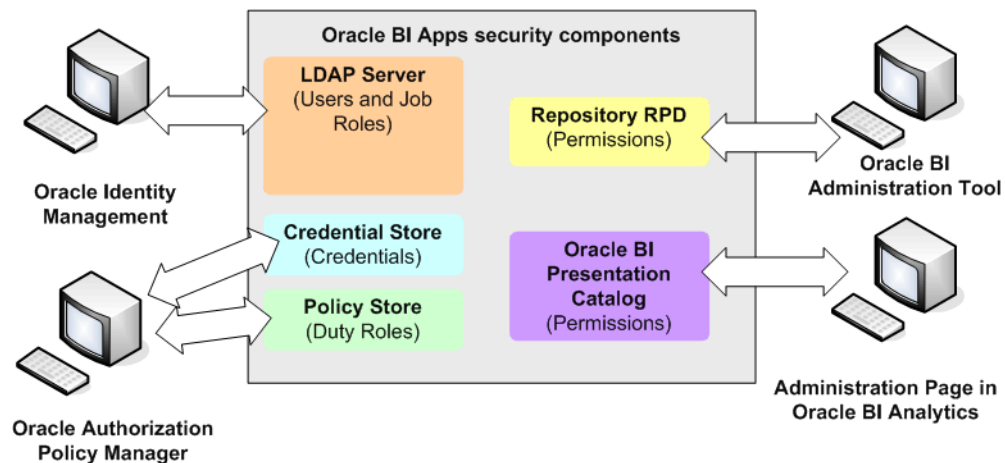 Oracle BI Apps security components
LDAP Server
(Users and Job
Roles)
Repository RPD
(Permissions)
Oracle Identity
Management
Oracle BI
Administration Tool
Credential Store
(Credentials)
Oracle BI
Presentation
Catalog
(Permissions)
Policy Store
(Duty Roles)
Oracle Authorization
Policy Manager
Administration Page in
Oracle BI Analytics